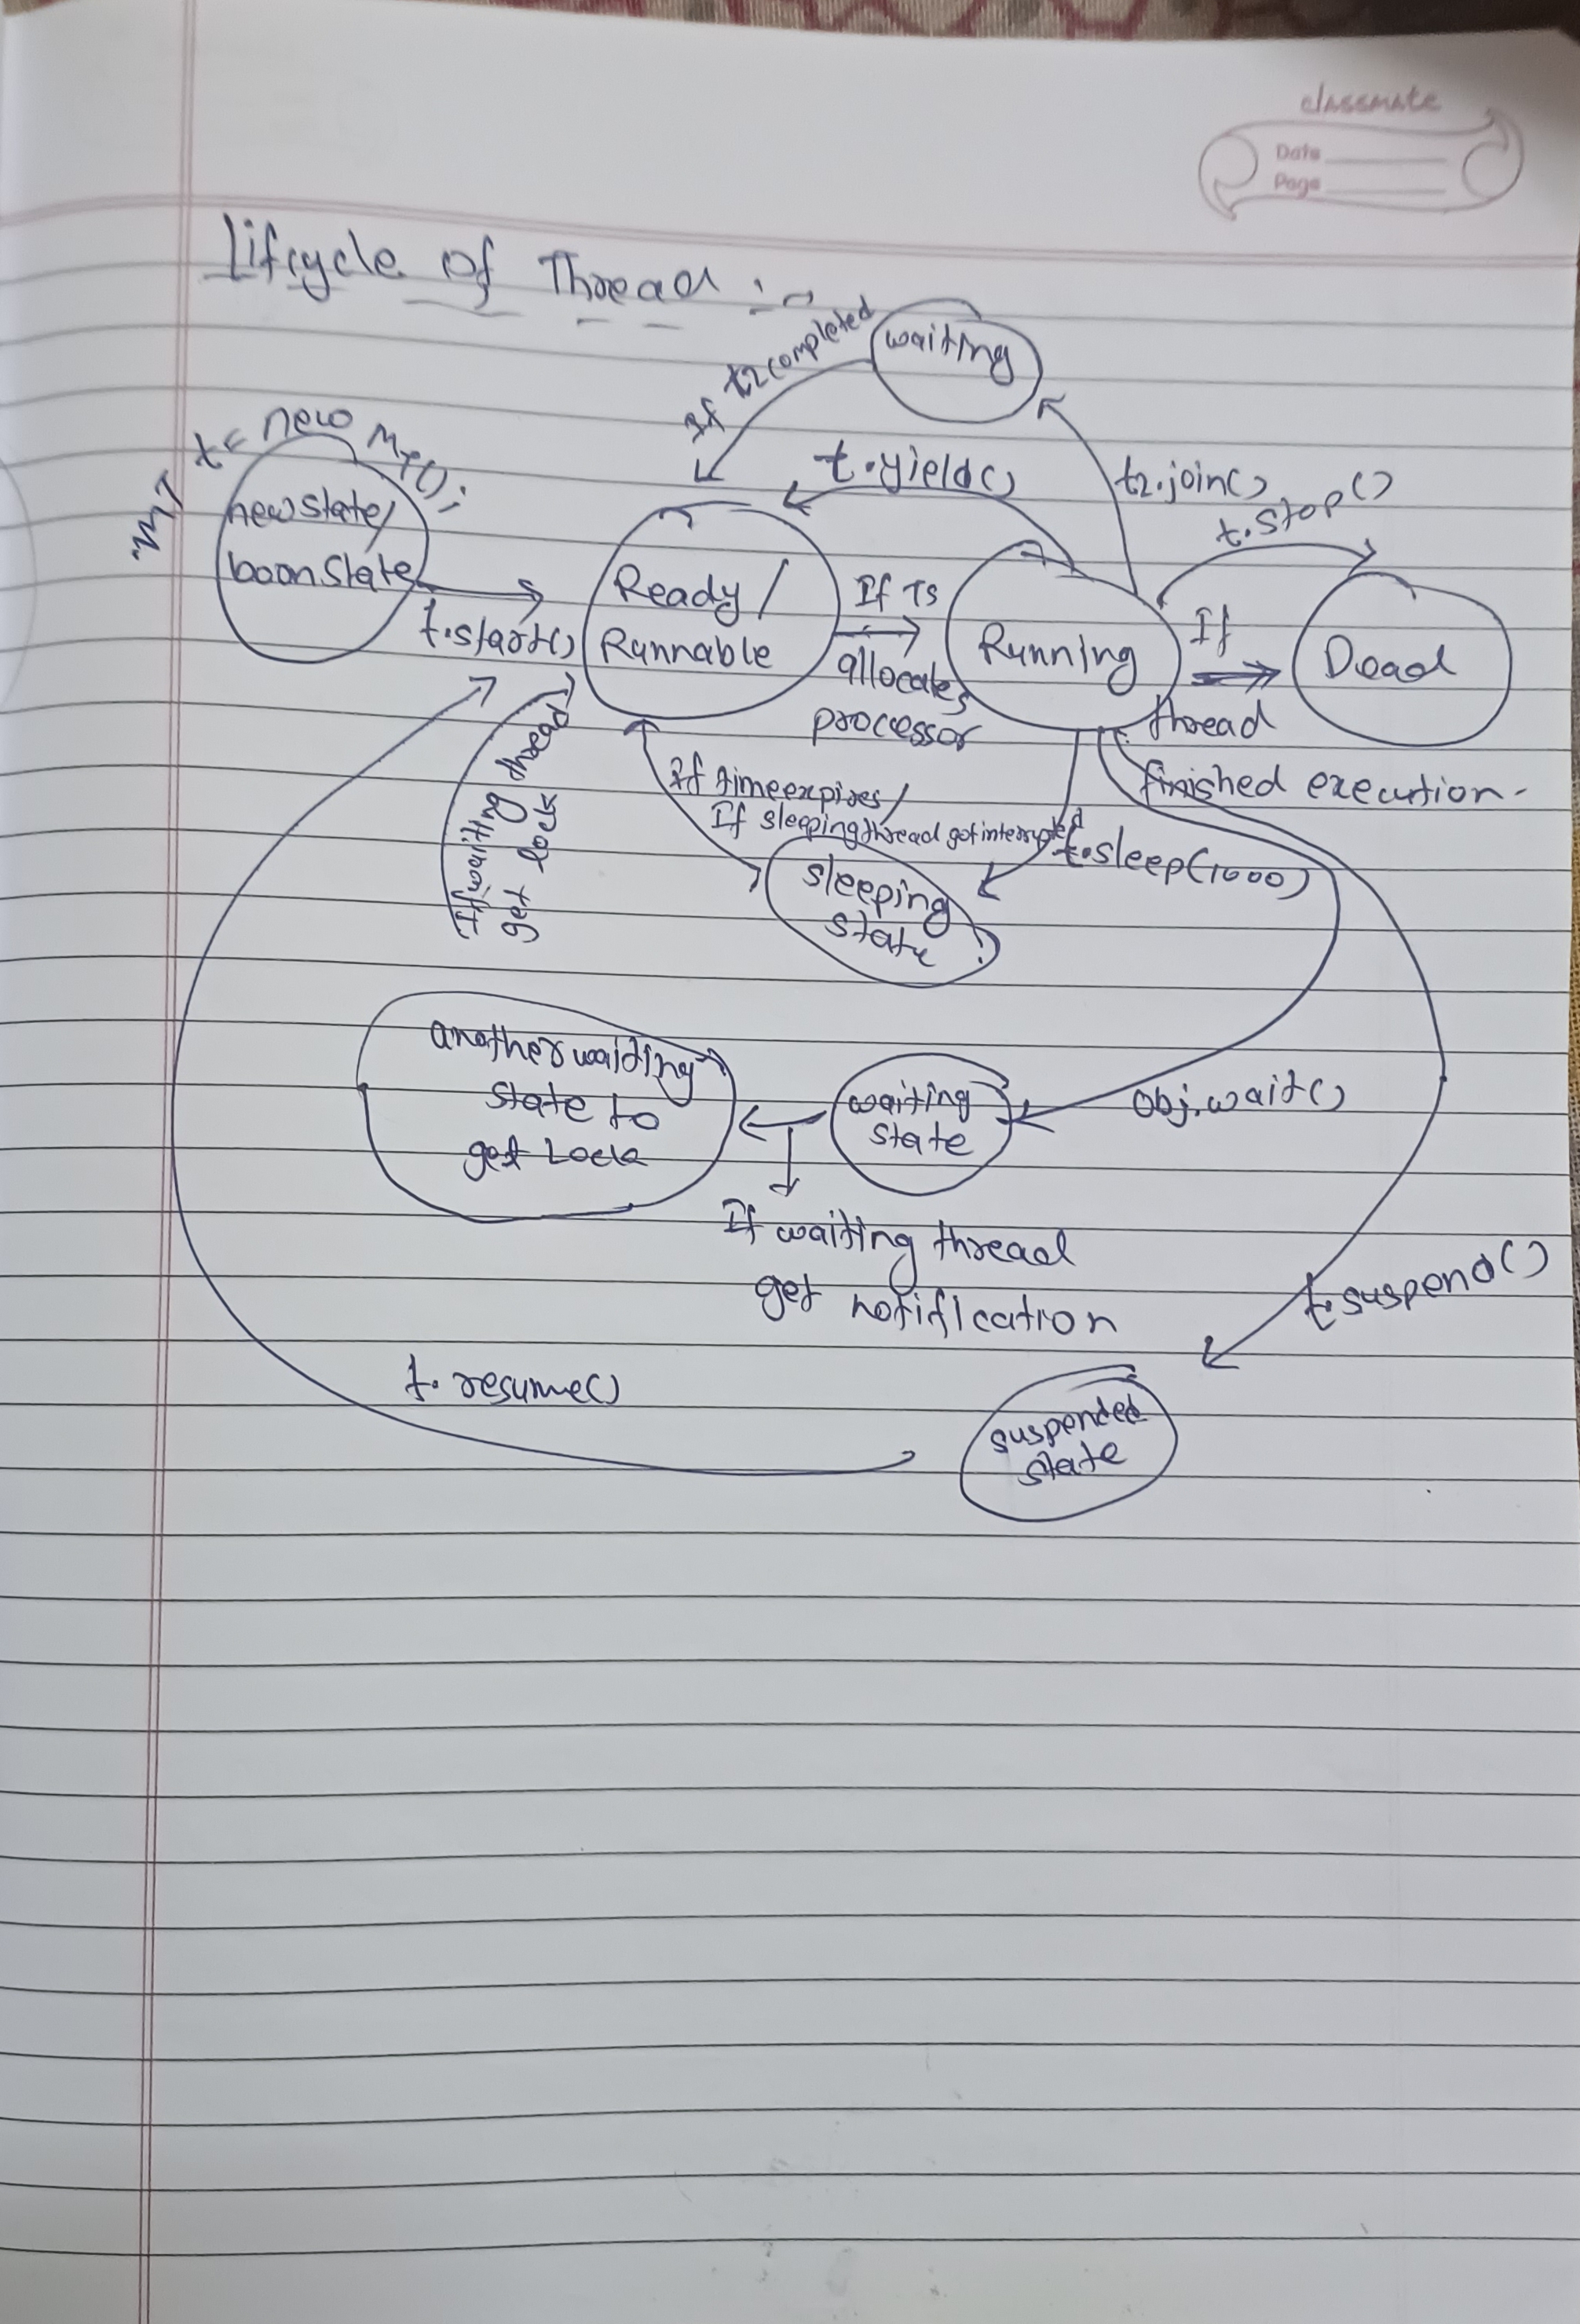 classmate
Date
Page
Lifcycle of Thread :-
waiting
If t2 completed
MT t = new MT();
t.yield()
t2.join()
t.stop()
new state/
boon state
t.start()
Ready /
Runnable
If TS
allocates
processor
Running
If
thread
finished execution.
Dead
If waiting thread
get lock
If time expires/
If sleeping thread got interrupted
t.sleep(1000)
sleeping
state
another waiting
state to
get Lock
waiting
state
obj.wait()
If waiting thread
get notification
t.suspend()
t.resume()
suspended
state